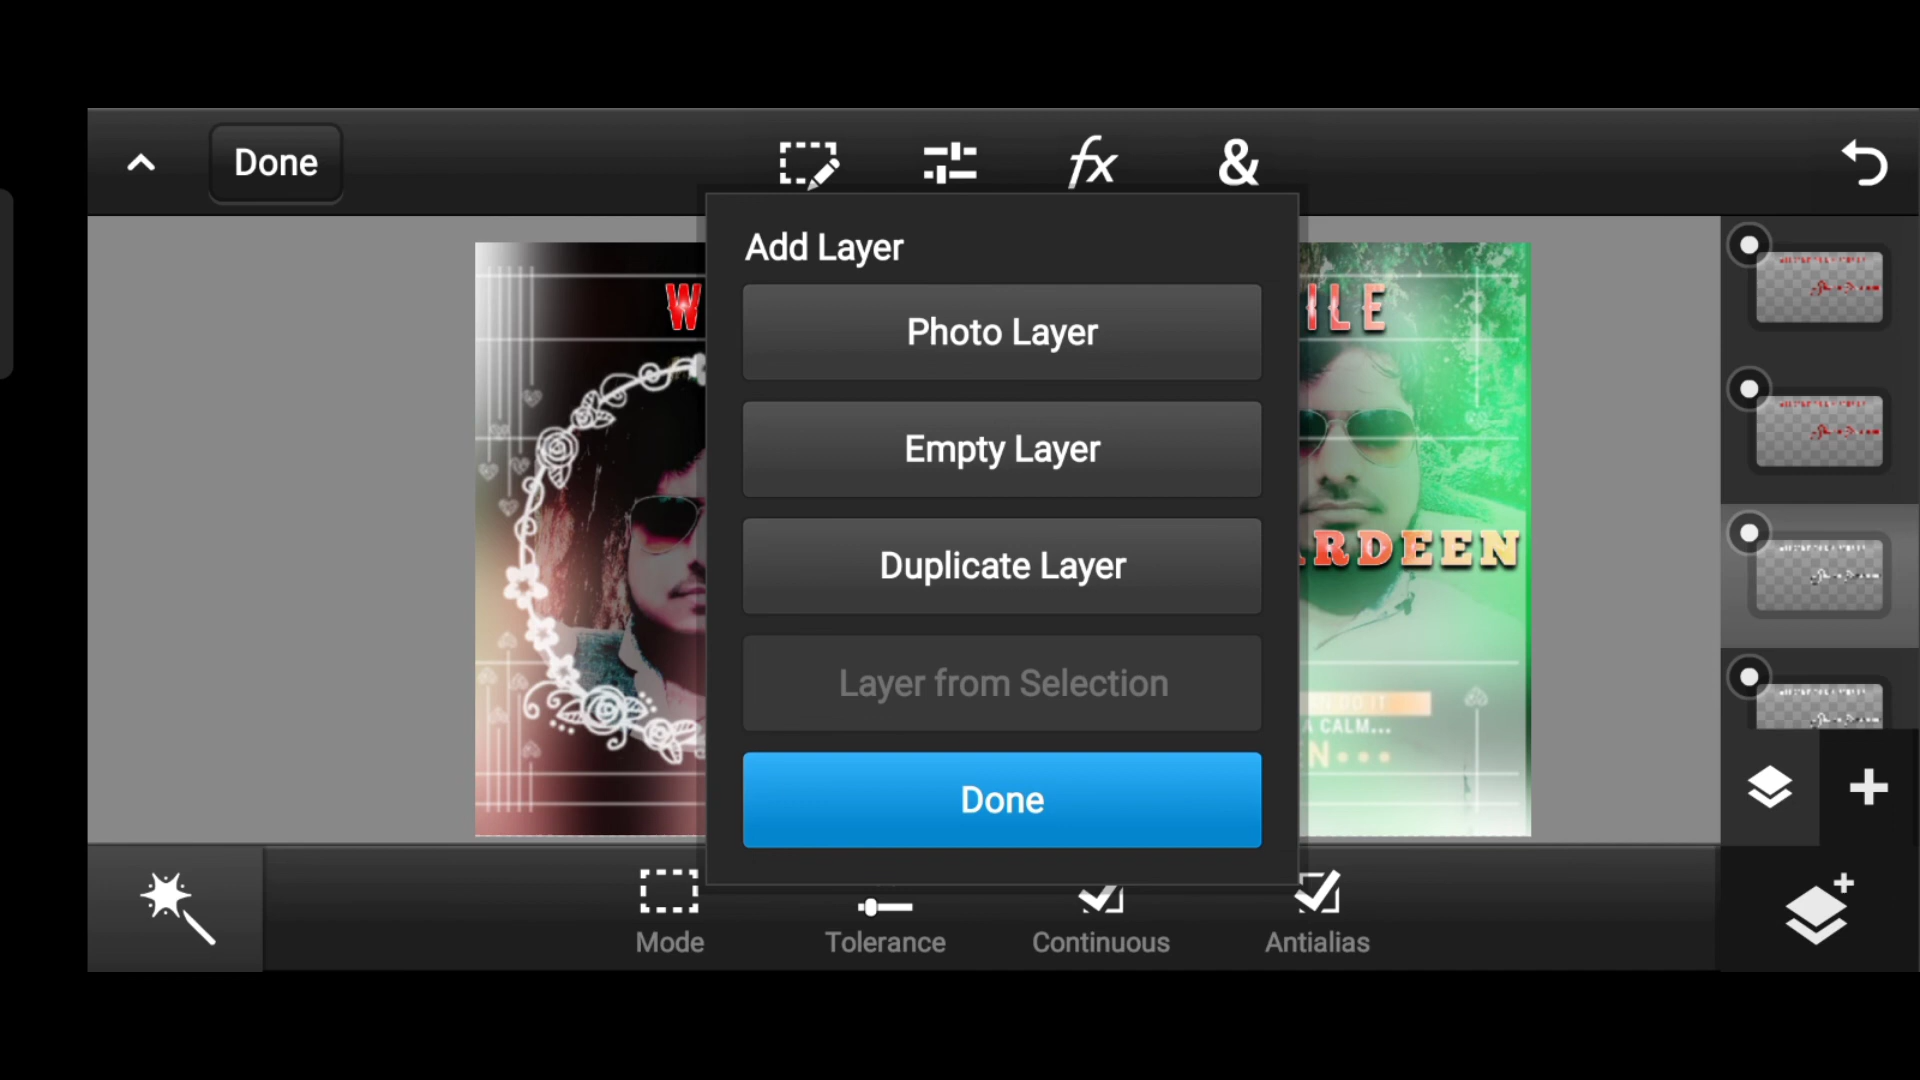 Done
fx
&
Add Layer
W
ILE
Photo Layer
Empty Layer
RDEEN
Duplicate Layer
Layer from Selection
A CALM...
N•••
Done
Mode
Tolerance
Continuous
Antialias